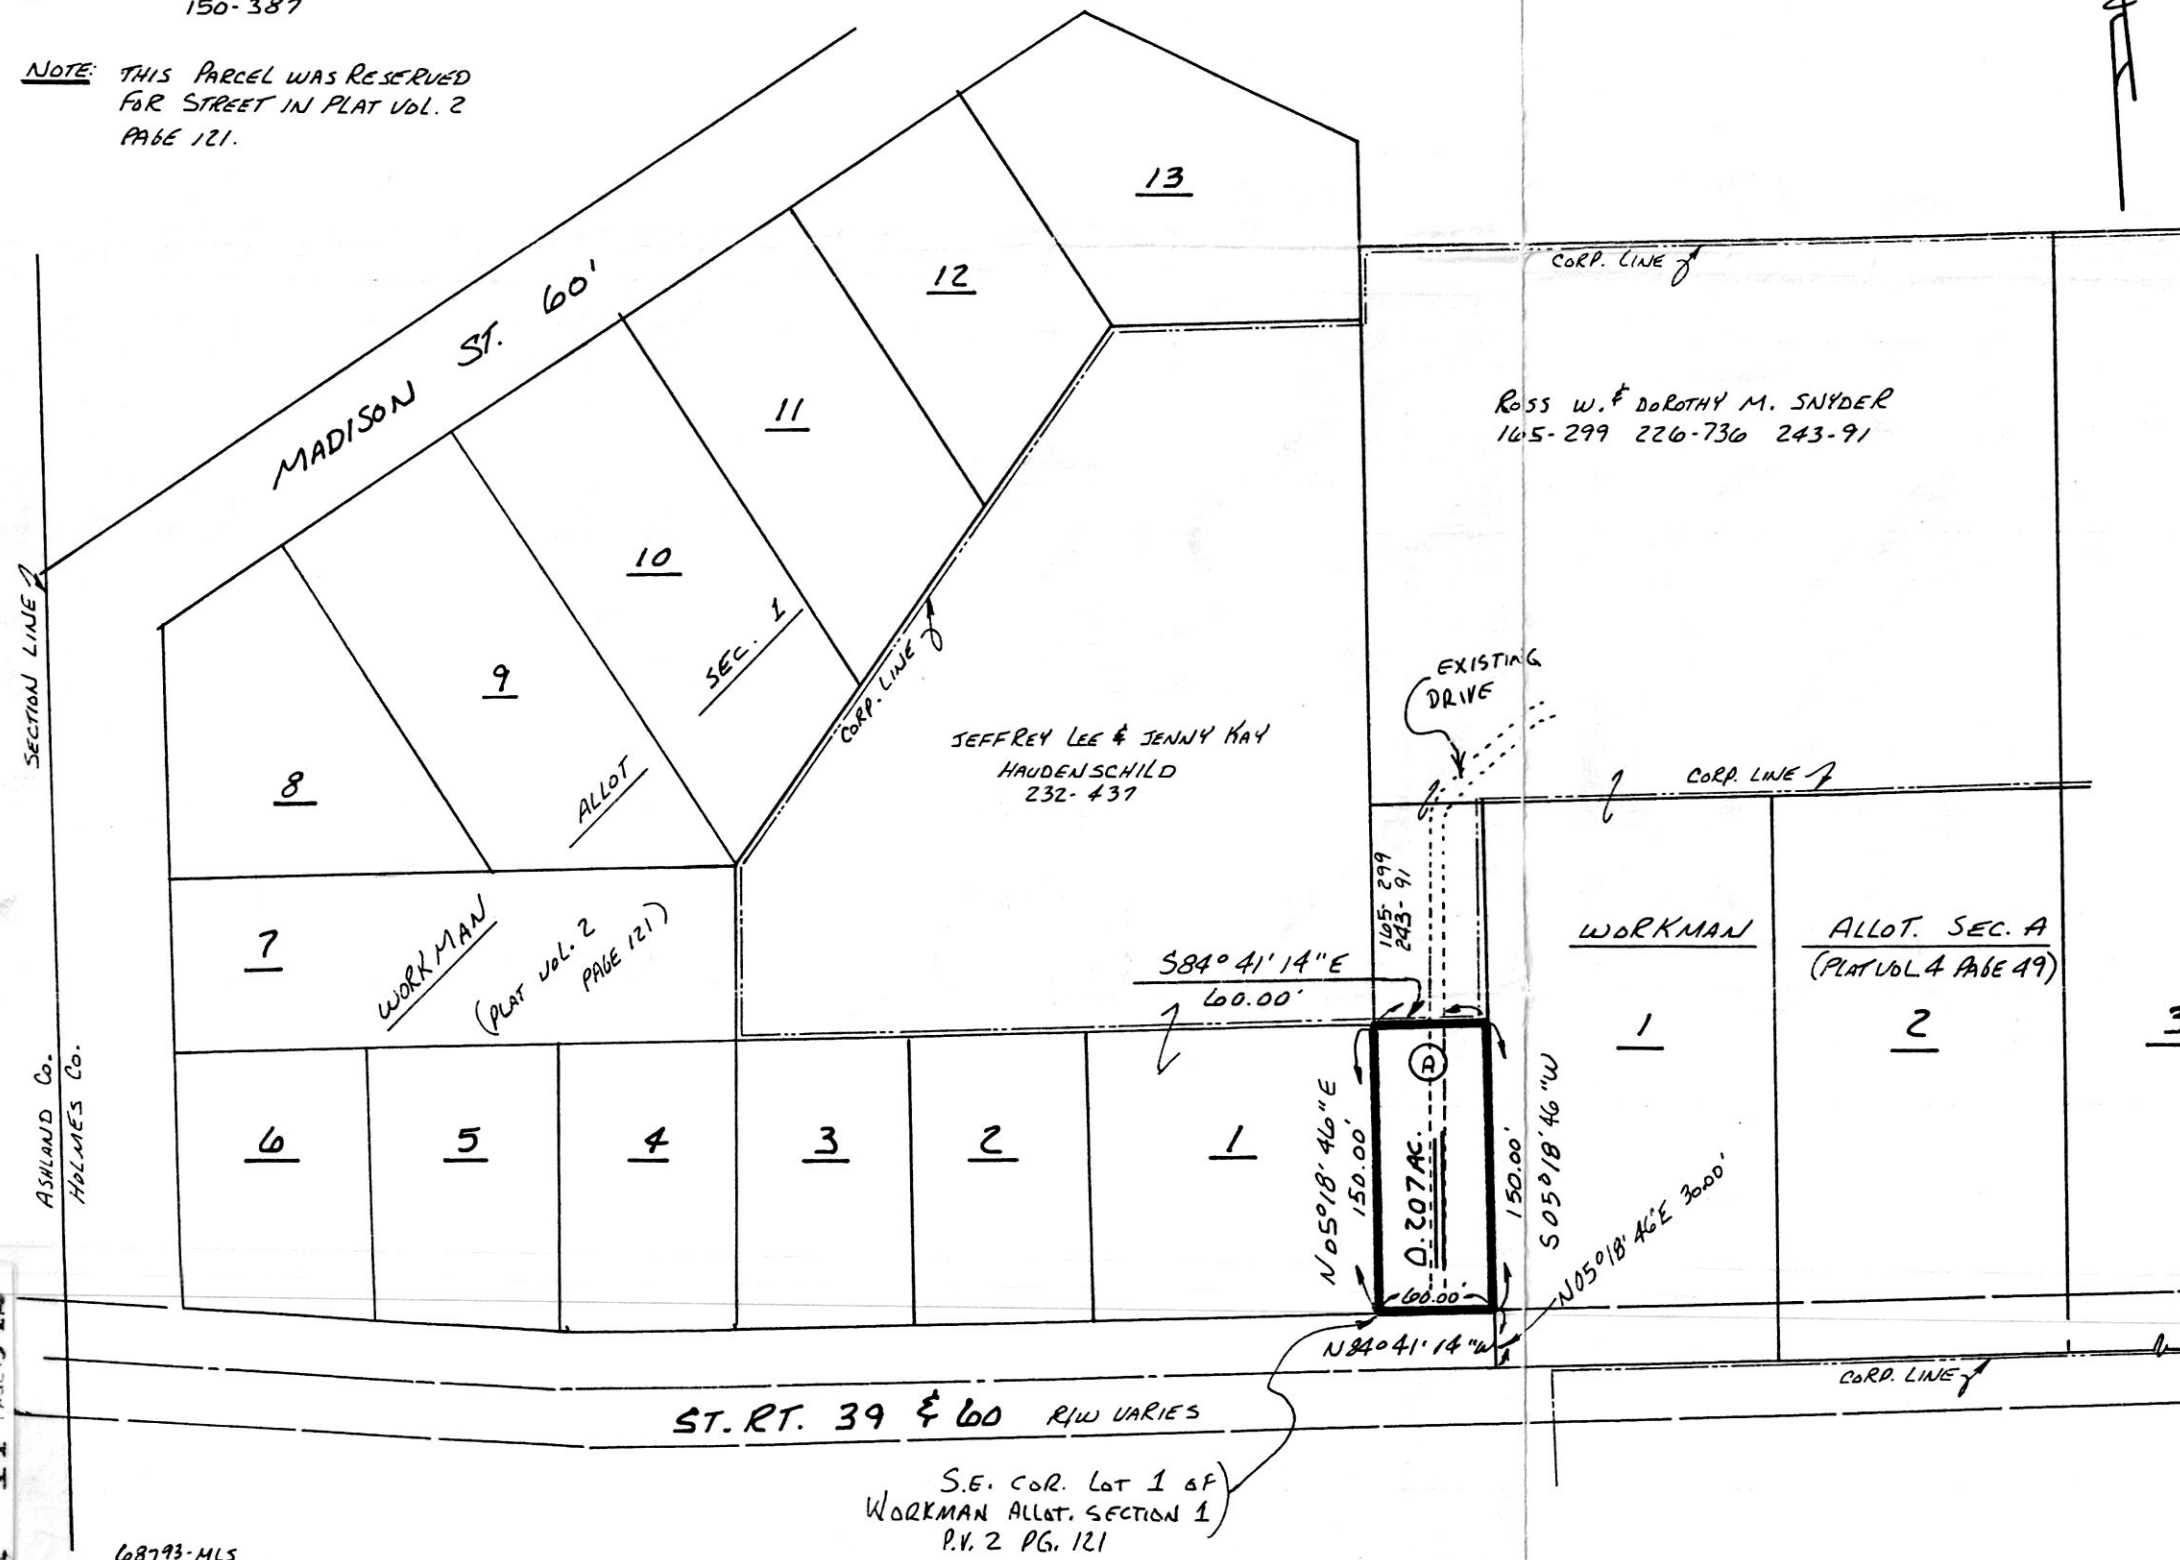 150-387
NOTE: THIS PARCEL WAS RESERVED
FOR STREET IN PLAT VOL. 2
PAGE 121.
13
12
11
10
9
8
7
MADISON ST. 60'
SEC. 1
ALLOT
WORKMAN
(PLAT VOL. 2
PAGE 121)
CORP. LINE
SECTION LINE
CORP. LINE
ROSS W. & DOROTHY M. SNYDER
165-299 226-736 243-91
EXISTING
DRIVE
CORP. LINE
JEFFREY LEE & JENNY KAY
HAUDENSCHILD
232-437
165-299
243-91
S84°41'14"E
60.00'
WORKMAN
ALLOT. SEC. A
(PLAT VOL 4 PAGE 49)
1
2
3
ASHLAND CO.
HOLMES CO.
6
5
4
3
2
1
N05°18'46"E
150.00'
A
0.207 AC.
60.00'
150.00'
S05°18'46"W
N05°18'46"E 30.00'
N84°41'14"W
CORP. LINE
ST. RT. 39 & 60 R/W VARIES
S.E. COR. LOT 1 OF
WORKMAN ALLOT. SECTION 1
P.V. 2 PG. 121
68793-MLS